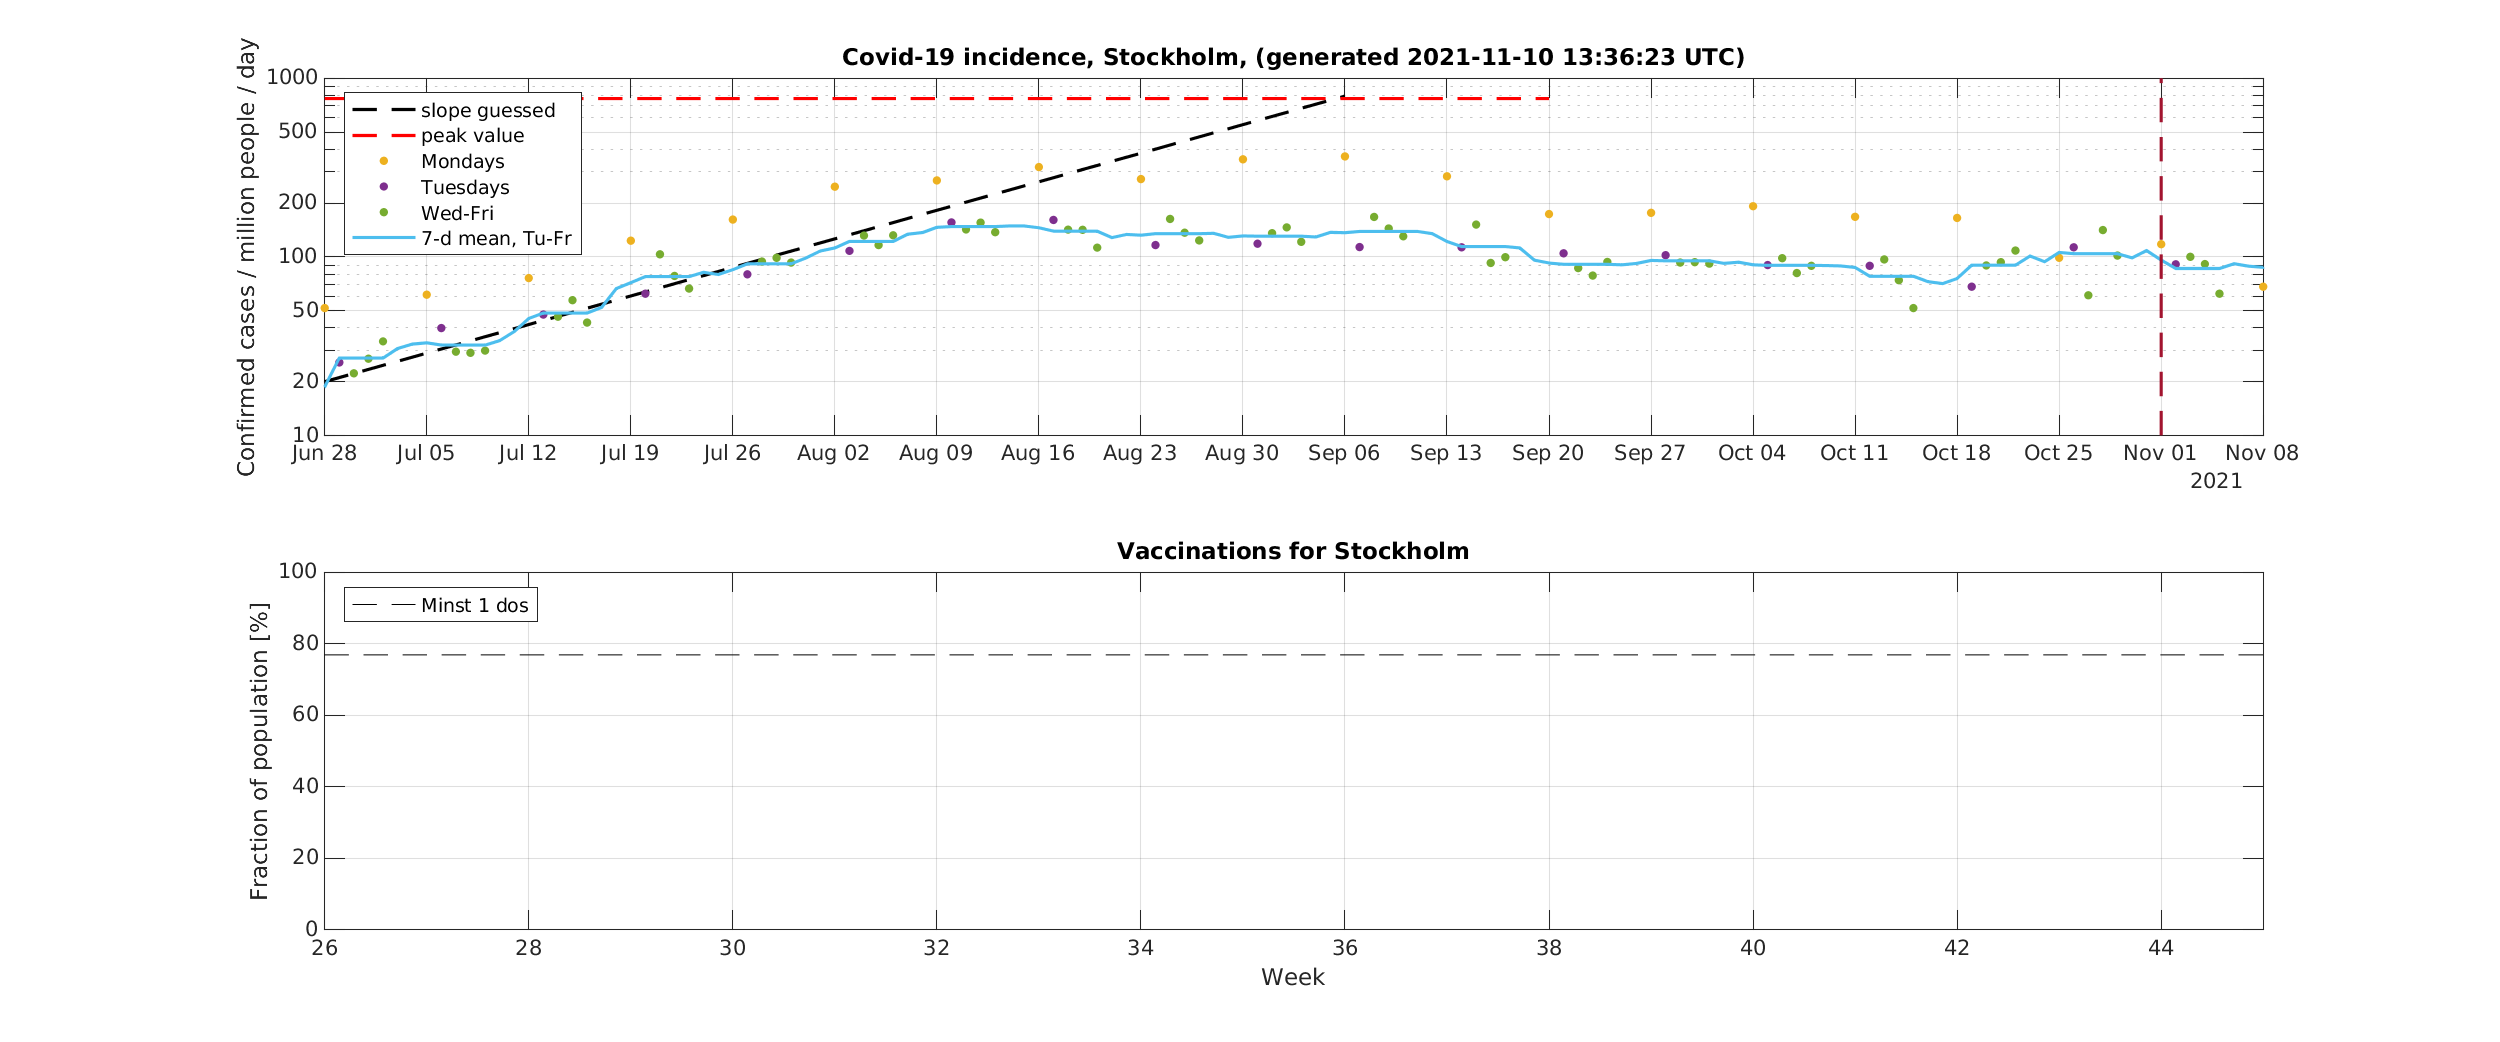 Covid-19 incidence, Stockholm, (generated 2021-11-10 13:36:23 UTC)
Confirmed cases / million people / day
1000
500
200
100
50
20
10
slope guessed
peak value
Mondays
Tuesdays
Wed-Fri
7-d mean, Tu-Fr
Jun 28 Jul 05 Jul 12 Jul 19 Jul 26 Aug 02 Aug 09 Aug 16 Aug 23 Aug 30 Sep 06 Sep 13 Sep 20 Sep 27 Oct 04 Oct 11 Oct 18 Oct 25 Nov 01 Nov 08
2021
Vaccinations for Stockholm
Fraction of population [%]
100
80
60
40
20
0
Minst 1 dos
26 28 30 32 34 36 38 40 42 44
Week